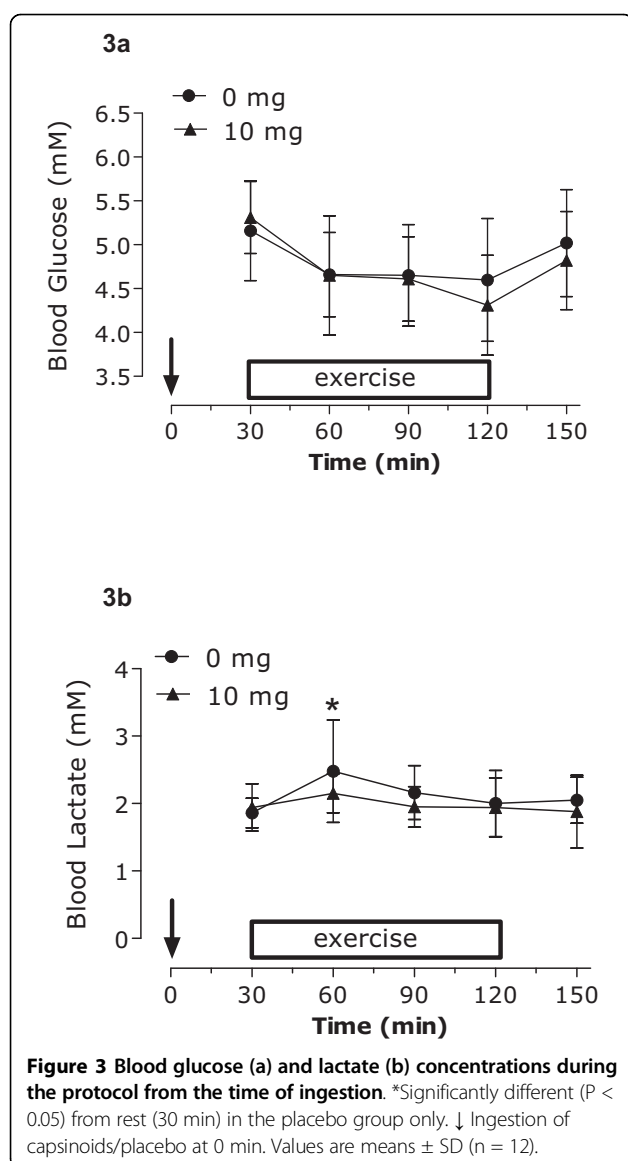 3a
0 mg
10 mg
Blood Glucose (mM)
6.5
6.0
5.5
5.0
4.5
4.0
3.5
exercise
0 30 60 90 120 150
Time (min)
3b
0 mg
10 mg
Blood Lactate (mM)
4
3
2
1
0
*
exercise
0 30 60 90 120 150
Time (min)
Figure 3 Blood glucose (a) and lactate (b) concentrations during
the protocol from the time of ingestion. *Significantly different (P <
0.05) from rest (30 min) in the placebo group only. ↓ Ingestion of
capsinoids/placebo at 0 min. Values are means ± SD (n = 12).